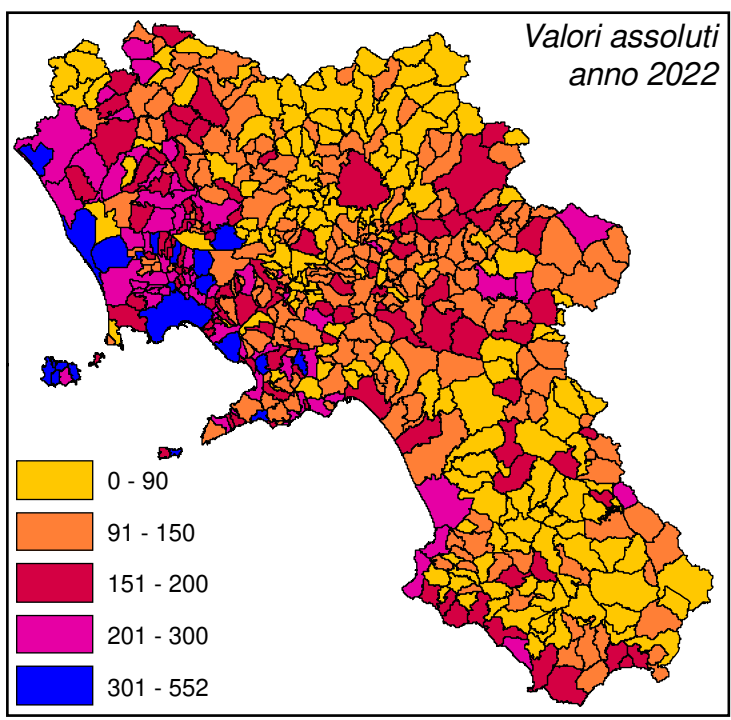 Valori assoluti
anno 2022
0 - 90
91 - 150
151 - 200
201 - 300
301 - 552